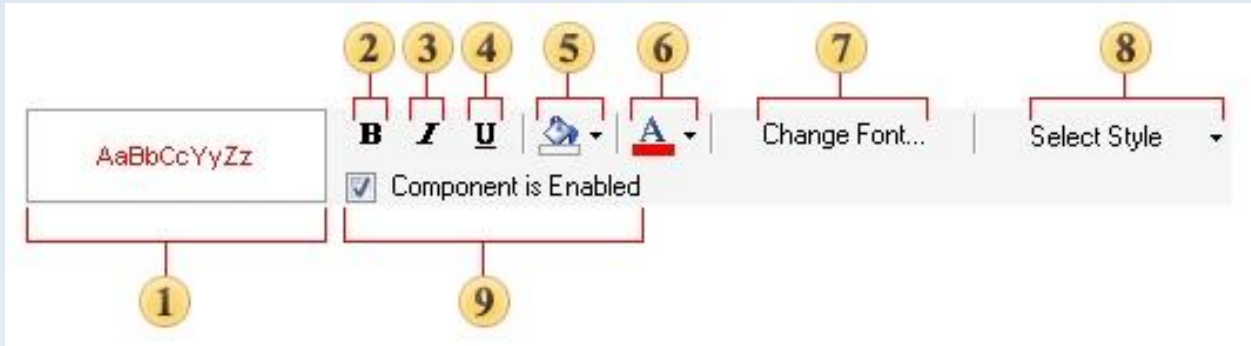 2 3 4 5 6 7 8
AaBbCcYyZz B I U A Change Font... Select Style
Component is Enabled
1 9